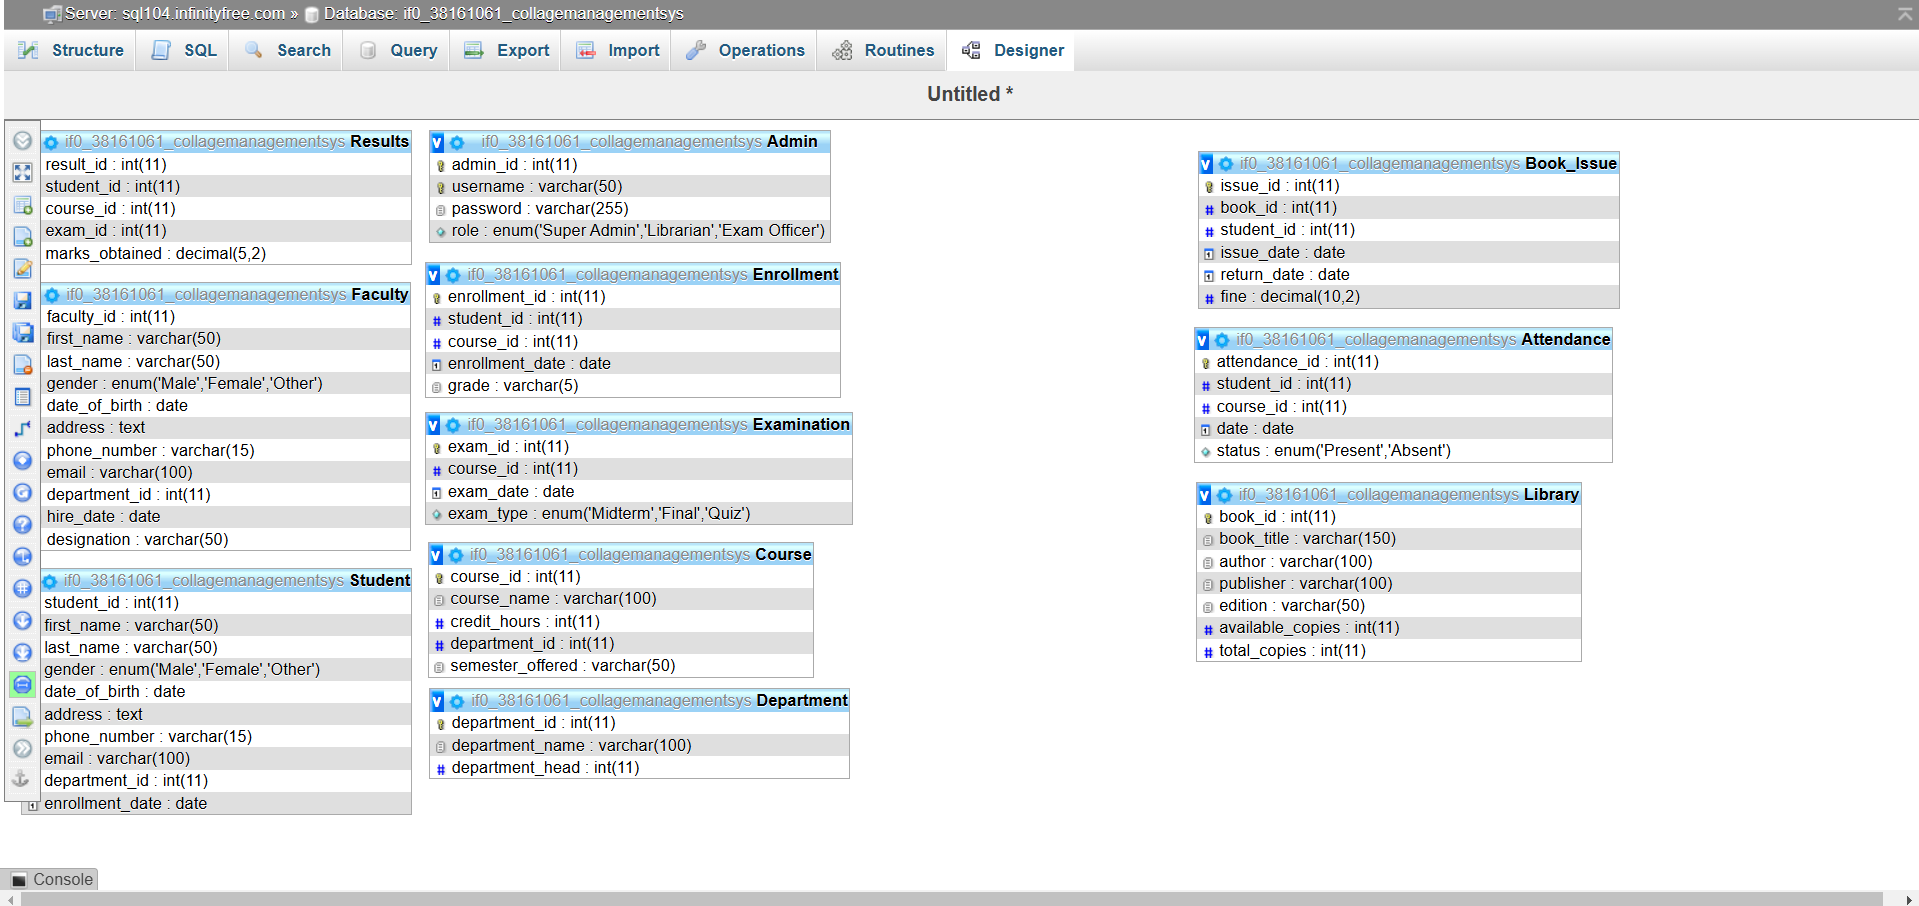 Server: sql104.infinityfree.com » Database: if0_38161061_collagemanagementsys
Structure SQL Search Query Export Import Operations Routines Designer
Untitled *
if0_38161061_collagemanagementsys Results
result_id : int(11)
student_id : int(11)
course_id : int(11)
exam_id : int(11)
marks_obtained : decimal(5,2)
if0_38161061_collagemanagementsys Faculty
faculty_id : int(11)
first_name : varchar(50)
last_name : varchar(50)
gender : enum('Male','Female','Other')
date_of_birth : date
address : text
phone_number : varchar(15)
email : varchar(100)
department_id : int(11)
hire_date : date
designation : varchar(50)
if0_38161061_collagemanagementsys Student
student_id : int(11)
first_name : varchar(50)
last_name : varchar(50)
gender : enum('Male','Female','Other')
date_of_birth : date
address : text
phone_number : varchar(15)
email : varchar(100)
department_id : int(11)
enrollment_date : date
v if0_38161061_collagemanagementsys Admin
admin_id : int(11)
username : varchar(50)
password : varchar(255)
role : enum('Super Admin','Librarian','Exam Officer')
v if0_38161061_collagemanagementsys Enrollment
enrollment_id : int(11)
# student_id : int(11)
# course_id : int(11)
enrollment_date : date
grade : varchar(5)
v if0_38161061_collagemanagementsys Examination
exam_id : int(11)
# course_id : int(11)
exam_date : date
exam_type : enum('Midterm','Final','Quiz')
v if0_38161061_collagemanagementsys Course
course_id : int(11)
course_name : varchar(100)
# credit_hours : int(11)
# department_id : int(11)
semester_offered : varchar(50)
v if0_38161061_collagemanagementsys Department
department_id : int(11)
department_name : varchar(100)
# department_head : int(11)
v if0_38161061_collagemanagementsys Book_Issue
issue_id : int(11)
# book_id : int(11)
# student_id : int(11)
issue_date : date
return_date : date
# fine : decimal(10,2)
v if0_38161061_collagemanagementsys Attendance
attendance_id : int(11)
# student_id : int(11)
# course_id : int(11)
date : date
status : enum('Present','Absent')
v if0_38161061_collagemanagementsys Library
book_id : int(11)
book_title : varchar(150)
author : varchar(100)
publisher : varchar(100)
edition : varchar(50)
# available_copies : int(11)
# total_copies : int(11)
Console